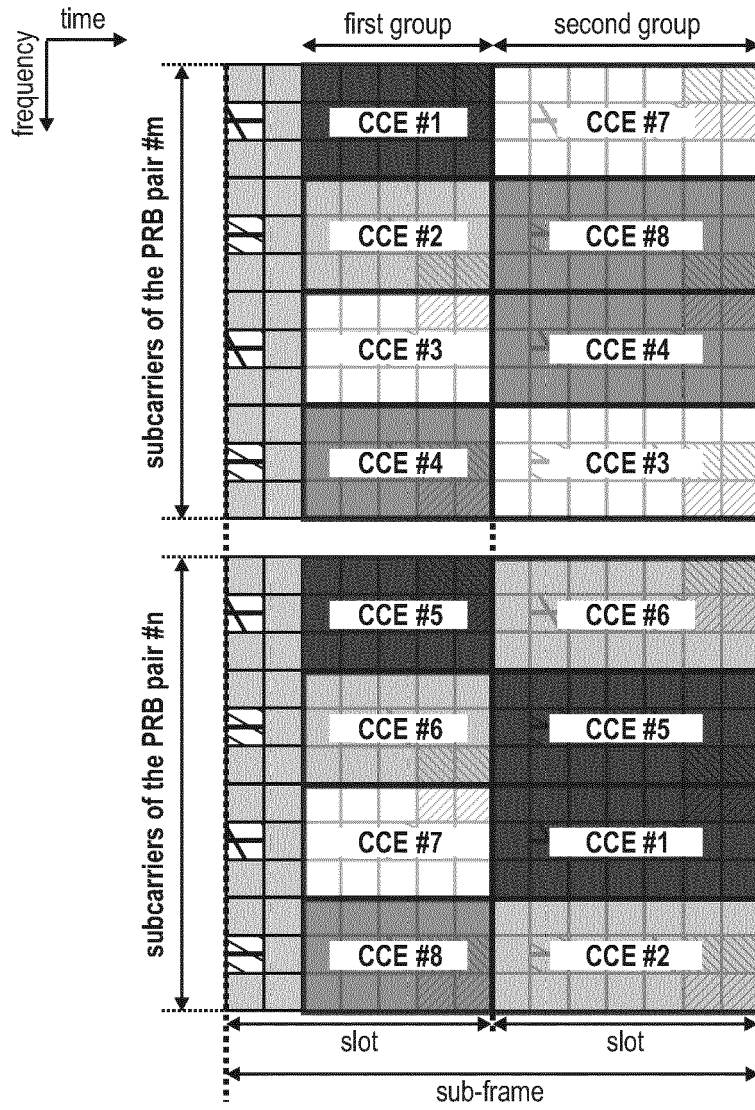 time
first group
second group
frequency
subcarriers of the PRB pair #m
CCE #1
CCE #7
CCE #2
CCE #8
CCE #3
CCE #4
CCE #4
CCE #3
subcarriers of the PRB pair #n
CCE #5
CCE #6
CCE #6
CCE #5
CCE #7
CCE #1
CCE #8
CCE #2
slot
slot
sub-frame